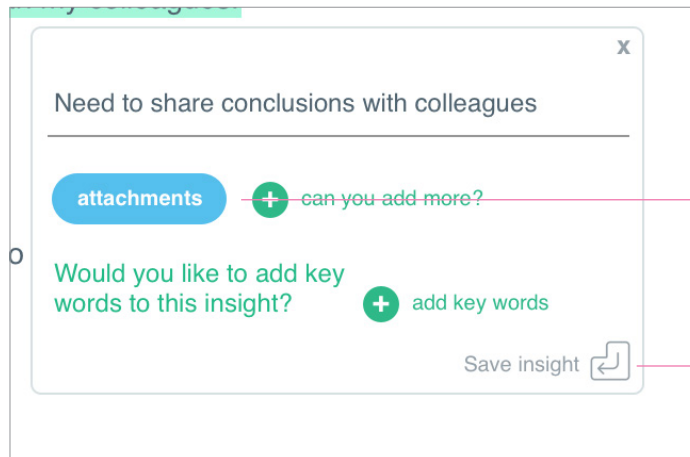 x
Need to share conclusions with colleagues
attachments + can you add more?
Would you like to add key
words to this insight?
+ add key words
Save insight